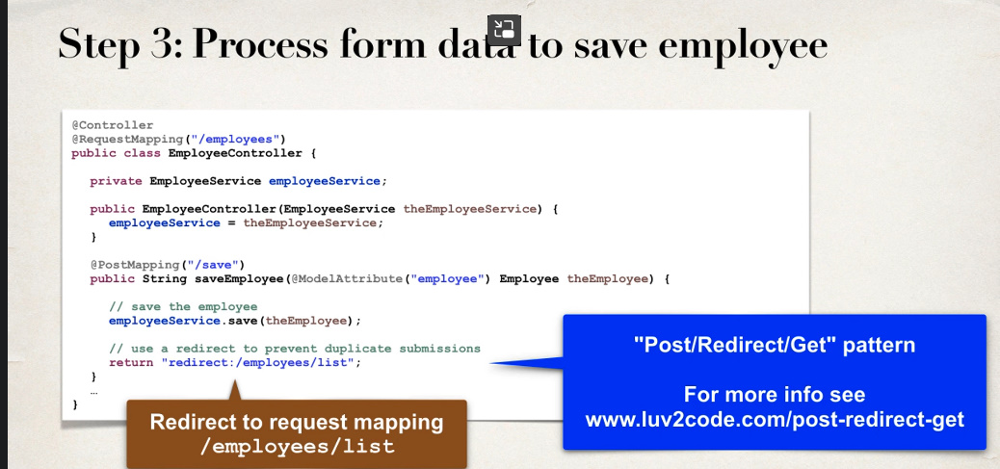 Step 3: Process form data to save employee
@Controller
@RequestMapping("/employees")
public class EmployeeController {
private EmployeeService employeeService;
public EmployeeController(EmployeeService theEmployeeService) {
employeeService = theEmployeeService;
}
@PostMapping("/save")
public String saveEmployee(@ModelAttribute("employee") Employee theEmployee) {
// save the employee
employeeService.save(theEmployee);
// use a redirect to prevent duplicate submissions
return "redirect:/employees/list";
}
…
}
"Post/Redirect/Get" pattern
For more info see
www.luv2code.com/post-redirect-get
Redirect to request mapping
/employees/list